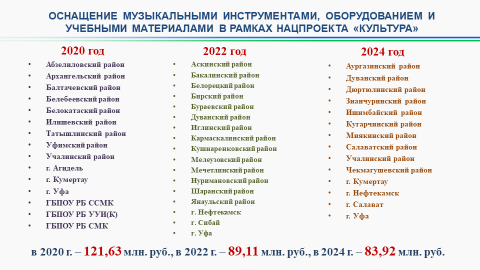 ОСНАЩЕНИЕ МУЗЫКАЛЬНЫМИ ИНСТРУМЕНТАМИ, ОБОРУДОВАНИЕМ И
УЧЕБНЫМИ МАТЕРИАЛАМИ В РАМКАХ НАЦПРОЕКТА «КУЛЬТУРА»
2020 год
• Абзелиловский район
• Архангельский район
• Балтачевский район
• Белебеевский район
• Белокатаский район
• Илишевский район
• Татышлинский район
• Уфимский район
• Учалинский район
• г. Агидель
• г. Кумертау
• г. Уфа
• ГБПОУ РБ ССМК
• ГБПОУ РБ УУИ(К)
• ГБПОУ РБ СМК
2022 год
• Аскинский район
• Бакалинский район
• Белорецкий район
• Бирский район
• Бураевский район
• Дуванский район
• Иглинский район
• Кармаскалинский район
• Кушнаренковский район
• Мелеузовский район
• Мечетлинский район
• Нуримановский район
• Шаранский район
• Янаульский район
• г. Нефтекамск
• г. Сибай
• г. Уфа
2024 год
• Аургазинский район
• Дуванский район
• Дюртюлинский район
• Зианчуринский район
• Ишимбайский район
• Кугарчинский район
• Миякинский район
• Салаватский район
• Учалинский район
• Чекмагушевский район
• г. Кумертау
• г. Нефтекамск
• г. Салават
• г. Уфа
в 2020 г. – 121,63 млн. руб., в 2022 г. – 89,11 млн. руб., в 2024 г. – 83,92 млн. руб.